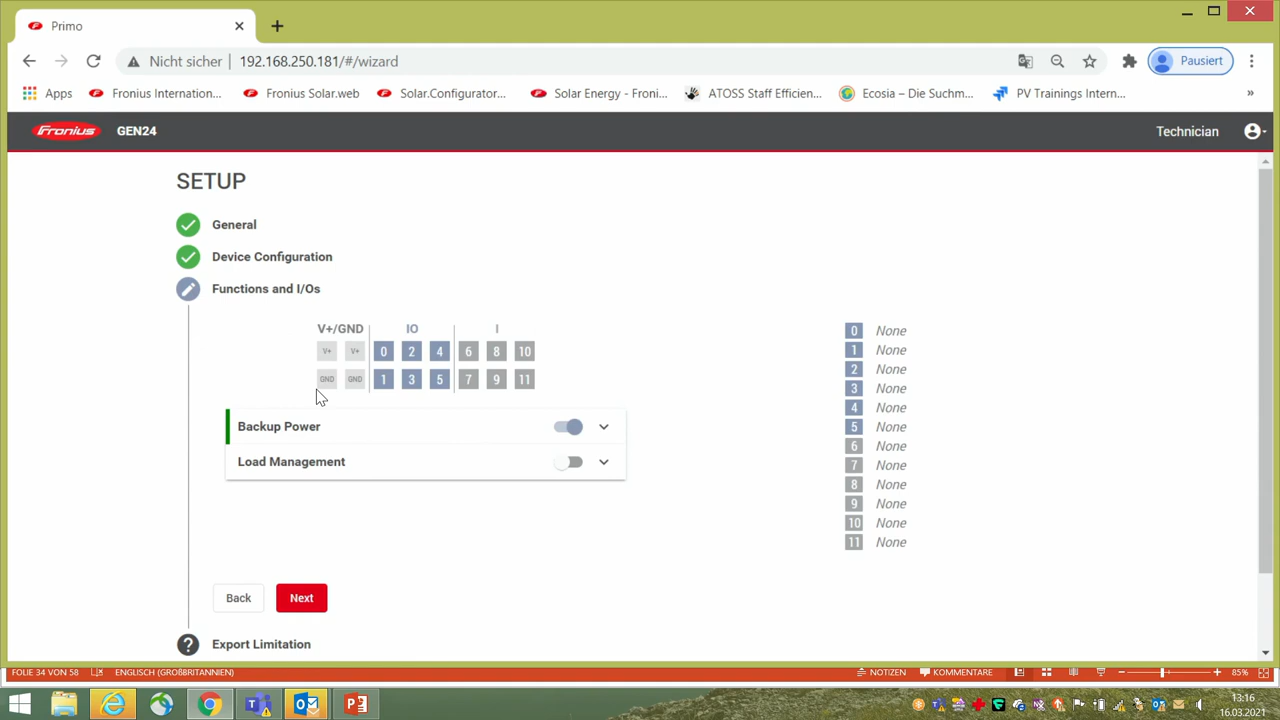 Primo
Nicht sicher
192.168.250.181/#/wizard
Pausiert
Apps
Fronius Internation...
Fronius Solar.web
Solar.Configurator...
Solar Energy - Froni...
ATOSS Staff Efficien...
Ecosia – Die Suchm...
PV Trainings Intern...
»
Fronius
GEN24
Technician
SETUP
General
Device Configuration
Functions and I/Os
V+/GND
IO
I
V+ V+ 0 2 4 6 8 10
GND GND 1 3 5 7 9 11
Backup Power
Load Management
0 None
1 None
2 None
3 None
4 None
5 None
6 None
7 None
8 None
9 None
10 None
11 None
Back
Next
? Export Limitation
FOLIE 34 VON 58
ENGLISCH (GROßBRITANNIEN)
NOTIZEN
KOMMENTARE
85%
13:16
16.03.2021